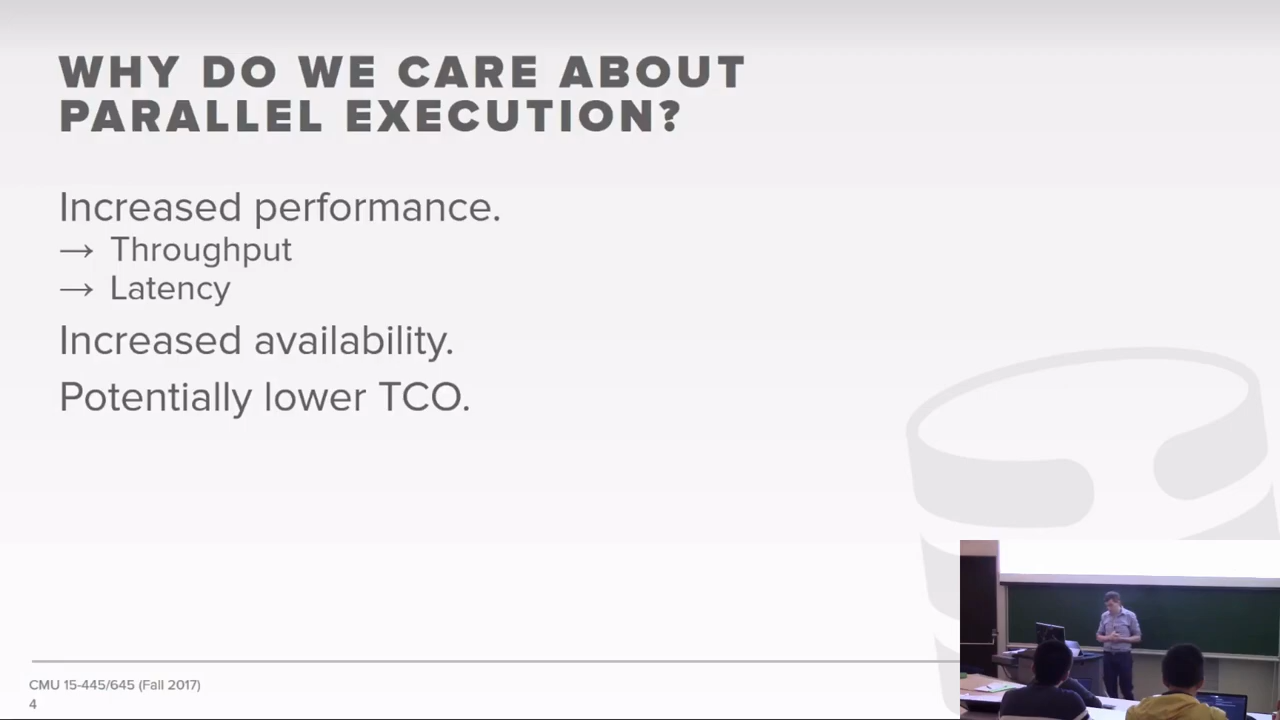 WHY DO WE CARE ABOUT
PARALLEL EXECUTION?
Increased performance.
→ Throughput
→ Latency
Increased availability.
Potentially lower TCO.
CMU 15-445/645 (Fall 2017)
4